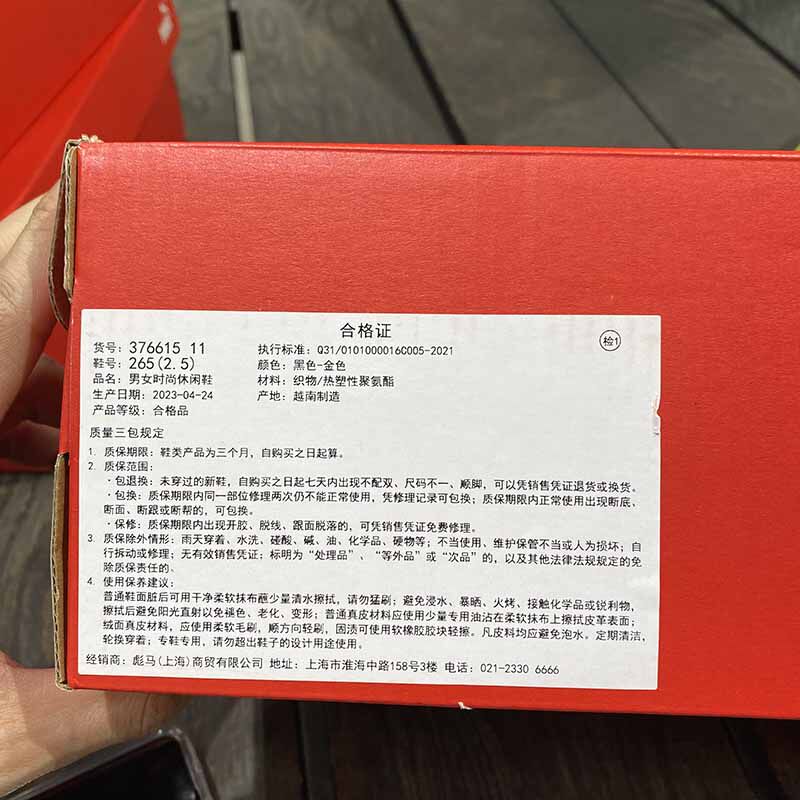 合格证
检1
货号: 376615 11
鞋号: 265(2.5)
品名: 男女时尚休闲鞋
生产日期: 2023-04-24
产品等级: 合格品
执行标准: Q31/0101000016C005-2021
颜色: 黑色-金色
材料: 织物/热塑性聚氨酯
产地: 越南制造
质量三包规定
1. 质保期限: 鞋类产品为三个月, 自购买之日起算。
2. 质保范围:
·包退换: 未穿过的新鞋, 自购买之日起七天内出现不配双、尺码不一、顺脚, 可以凭销售凭证退货或换货。
·包换: 质保期限内同一部位修理两次仍不能正常使用, 凭修理记录可包换; 质保期限内正常使用出现断底、
断面、断跟或断帮的, 可包换。
·保修: 质保期限内出现开胶、脱线、跟面脱落的, 可凭销售凭证免费修理。
3. 质保除外情形: 雨天穿着、水洗、碰酸、碱、油、化学品、硬物等; 不当使用、维护保管不当或人为损坏; 自
行拆动或修理; 无有效销售凭证; 标明为“处理品”、“等外品”或“次品”的, 以及其他法律法规规定的免
除质保责任的。
4. 使用保养建议:
普通鞋面脏后可用干净柔软抹布蘸少量清水擦拭, 请勿猛刷; 避免浸水、暴晒、火烤、接触化学品或锐利物,
擦拭后避免阳光直射以免褪色、老化、变形; 普通真皮材料应使用少量专用油沾在柔软抹布上擦拭皮革表面;
绒面真皮材料, 应使用柔软毛刷, 顺方向轻刷, 固渍可使用软橡胶胶块轻擦. 凡皮料均应避免泡水。定期清洁,
轮换穿着; 专鞋专用, 请勿超出鞋子的设计用途使用。
经销商: 彪马(上海)商贸有限公司 地址: 上海市淮海中路158号3楼 电话: 021-2330 6666